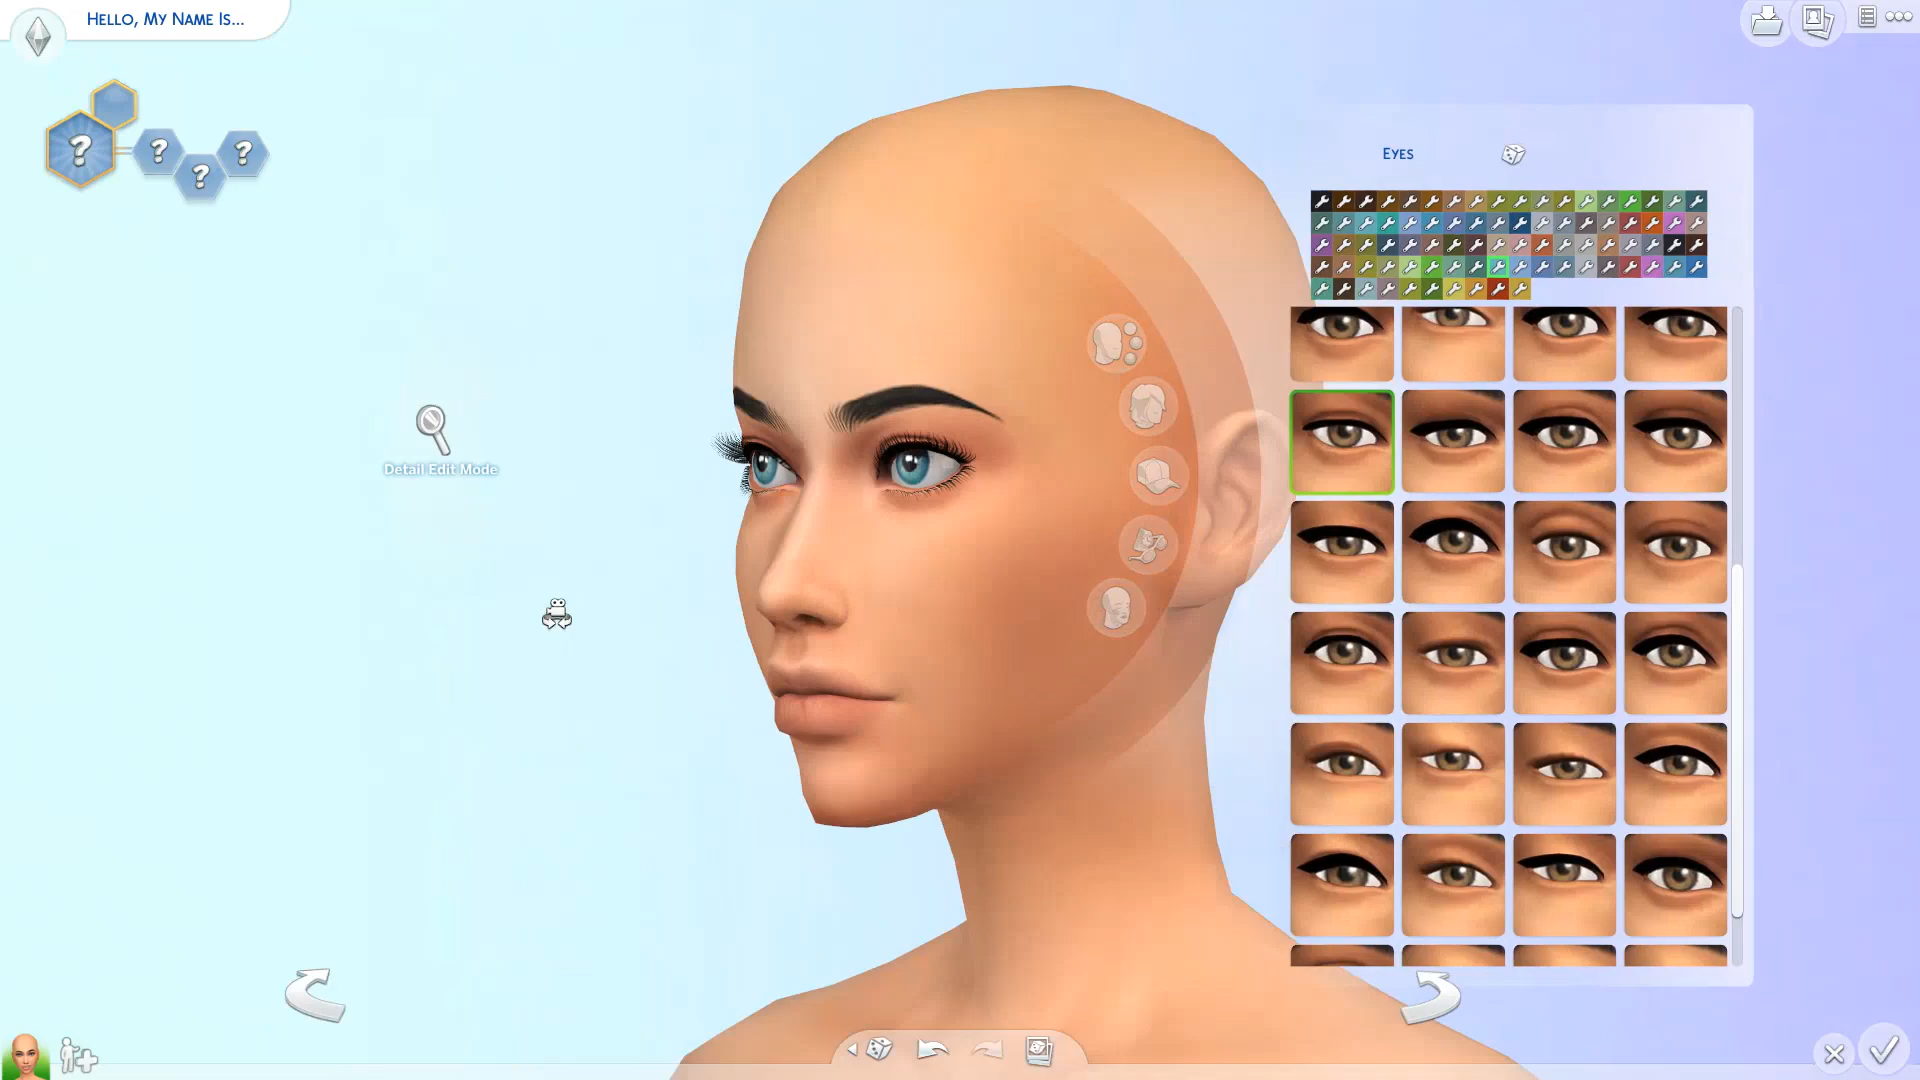 Hello, My Name Is...
Eyes
Detail Edit Mode
? ? ? ?